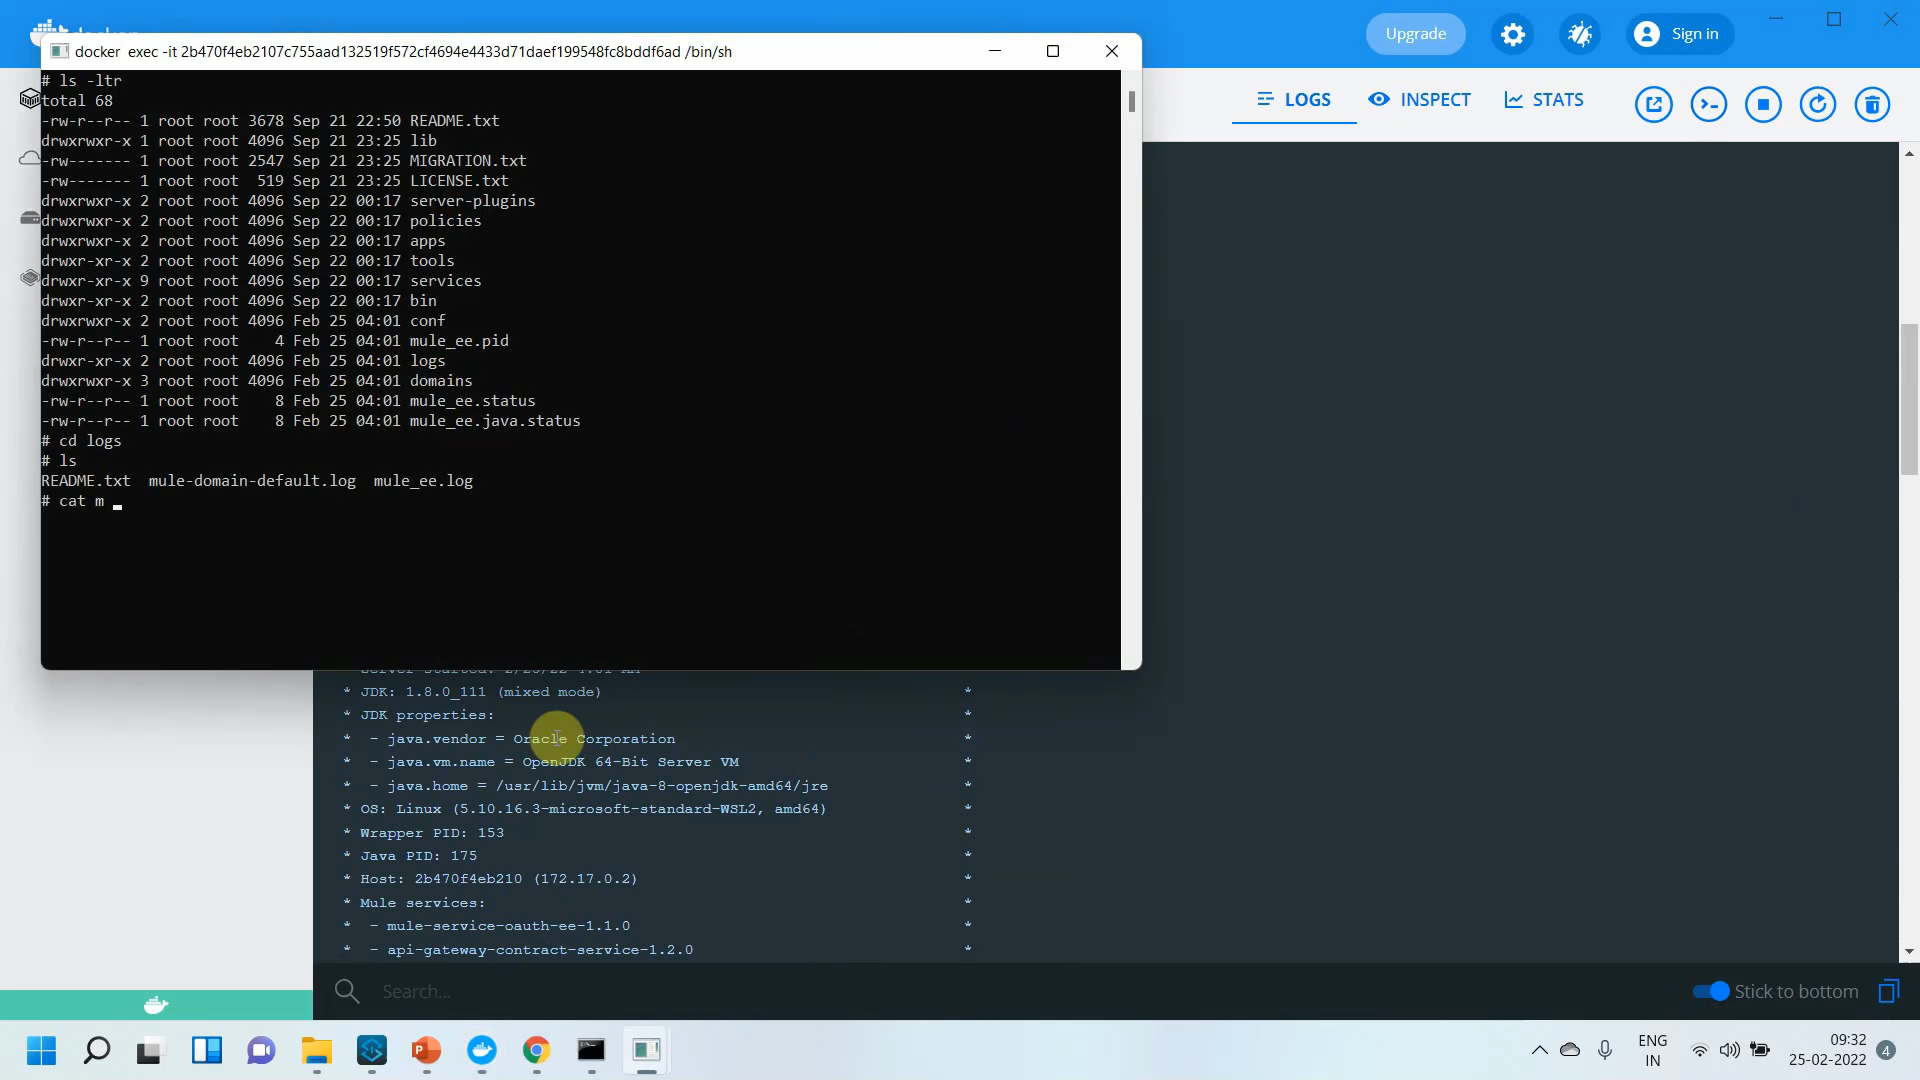 docker exec -it 2b470f4eb2107c755aad132519f572cf4694e4433d71daef199548fc8bddf6ad /bin/sh
Upgrade
Sign in
LOGS
INSPECT
STATS
# ls -ltr
total 68
-rw-r--r-- 1 root root 3678 Sep 21 22:50 README.txt
drwxrwxr-x 1 root root 4096 Sep 21 23:25 lib
-rw------- 1 root root 2547 Sep 21 23:25 MIGRATION.txt
-rw------- 1 root root  519 Sep 21 23:25 LICENSE.txt
drwxrwxr-x 2 root root 4096 Sep 22 00:17 server-plugins
drwxrwxr-x 2 root root 4096 Sep 22 00:17 policies
drwxrwxr-x 2 root root 4096 Sep 22 00:17 apps
drwxrwxr-x 2 root root 4096 Sep 22 00:17 tools
drwxr-xr-x 9 root root 4096 Sep 22 00:17 services
drwxrwxr-x 2 root root 4096 Sep 22 00:17 bin
drwxrwxr-x 2 root root 4096 Feb 25 04:01 conf
-rw-r--r-- 1 root root    4 Feb 25 04:01 mule_ee.pid
drwxr-xr-x 2 root root 4096 Feb 25 04:01 logs
drwxrwxr-x 3 root root 4096 Feb 25 04:01 domains
-rw-r--r-- 1 root root    8 Feb 25 04:01 mule_ee.status
-rw-r--r-- 1 root root    8 Feb 25 04:01 mule_ee.java.status
# cd logs
# ls
README.txt  mule-domain-default.log  mule_ee.log
# cat m _
* JDK: 1.8.0_111 (mixed mode) *
* JDK properties: *
* - java.vendor = Oracle Corporation *
* - java.vm.name = OpenJDK 64-Bit Server VM *
* - java.home = /usr/lib/jvm/java-8-openjdk-amd64/jre *
* OS: Linux (5.10.16.3-microsoft-standard-WSL2, amd64) *
* Wrapper PID: 153 *
* Java PID: 175 *
* Host: 2b470f4eb210 (172.17.0.2) *
* Mule services: *
* - mule-service-oauth-ee-1.1.0 *
* - api-gateway-contract-service-1.2.0 *
Search...
Stick to bottom
ENG
IN
09:32
25-02-2022
4